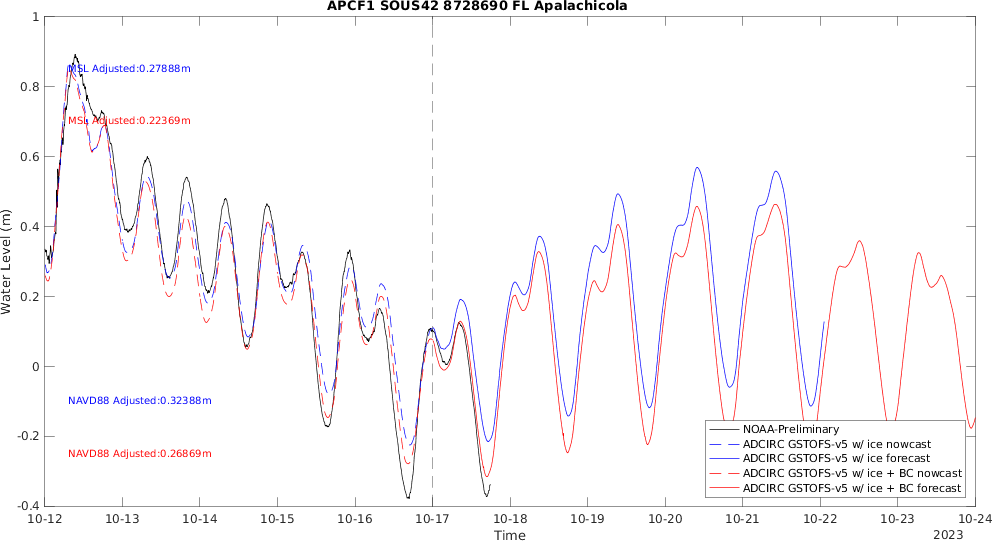 APCF1 SOUS42 8728690 FL Apalachicola
1
0.8
0.6
0.4
0.2
0
-0.2
-0.4
Water Level (m)
MSL Adjusted:0.27888m
MSL Adjusted:0.22369m
NAVD88 Adjusted:0.32388m
NAVD88 Adjusted:0.26869m
NOAA-Preliminary
ADCIRC GSTOFS-v5 w/ ice nowcast
ADCIRC GSTOFS-v5 w/ ice forecast
ADCIRC GSTOFS-v5 w/ ice + BC nowcast
ADCIRC GSTOFS-v5 w/ ice + BC forecast
10-12 10-13 10-14 10-15 10-16 10-17 10-18 10-19 10-20 10-21 10-22 10-23 10-24
Time
2023